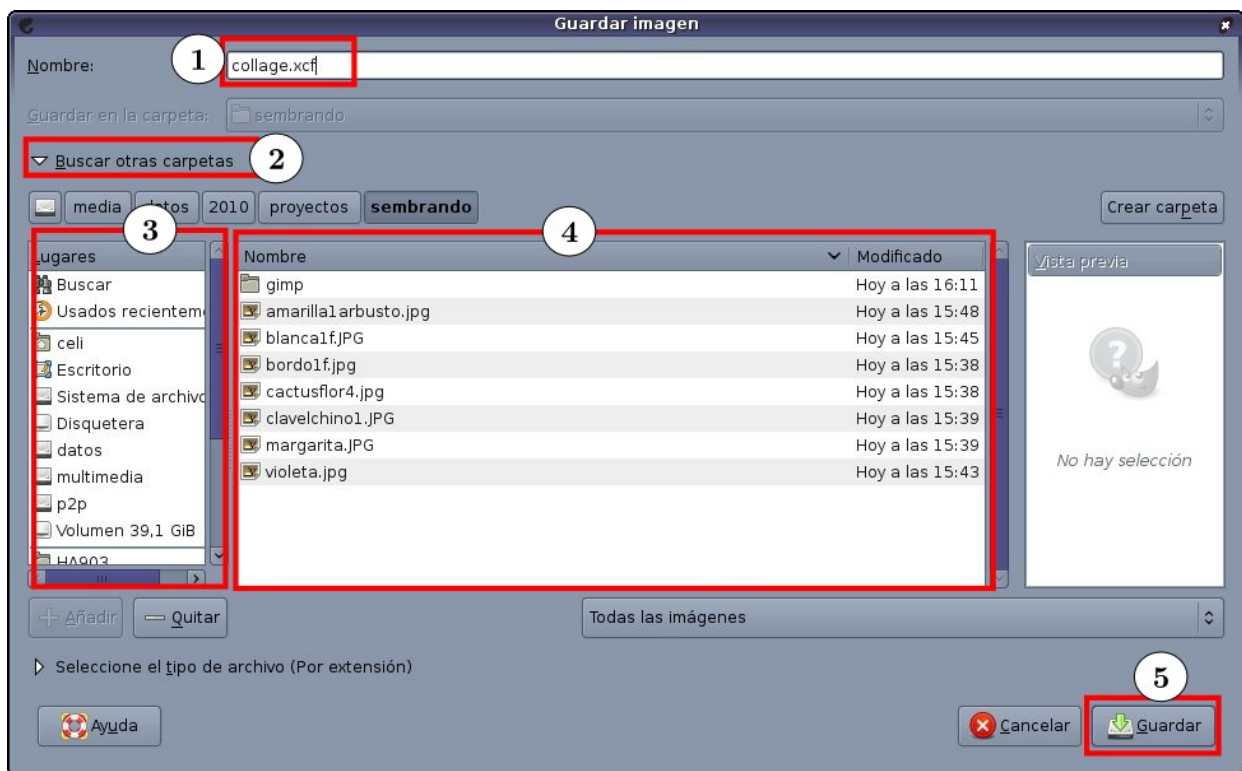 Guardar imagen
Nombre: 1 collage.xcf
Guardar en la carpeta: sembrando
Buscar otras carpetas 2
media datos 2010 proyectos sembrando Crear carpeta
3 4
Lugares Nombre Modificado Vista previa
Buscar gimp Hoy a las 16:11
Usados recientem amarilla1arbusto.jpg Hoy a las 15:48
celi blanca1f.JPG Hoy a las 15:45
Escritorio bordo1f.jpg Hoy a las 15:38
Sistema de archivo cactusflor4.jpg Hoy a las 15:38
Disquetera clavelchino1.JPG Hoy a las 15:39
datos margarita.JPG Hoy a las 15:39
multimedia violeta.jpg Hoy a las 15:43 No hay selección
p2p
Volumen 39,1 GiB
HA903
Añadir Quitar Todas las imágenes
Seleccione el tipo de archivo (Por extensión)
5
Ayuda Cancelar Guardar